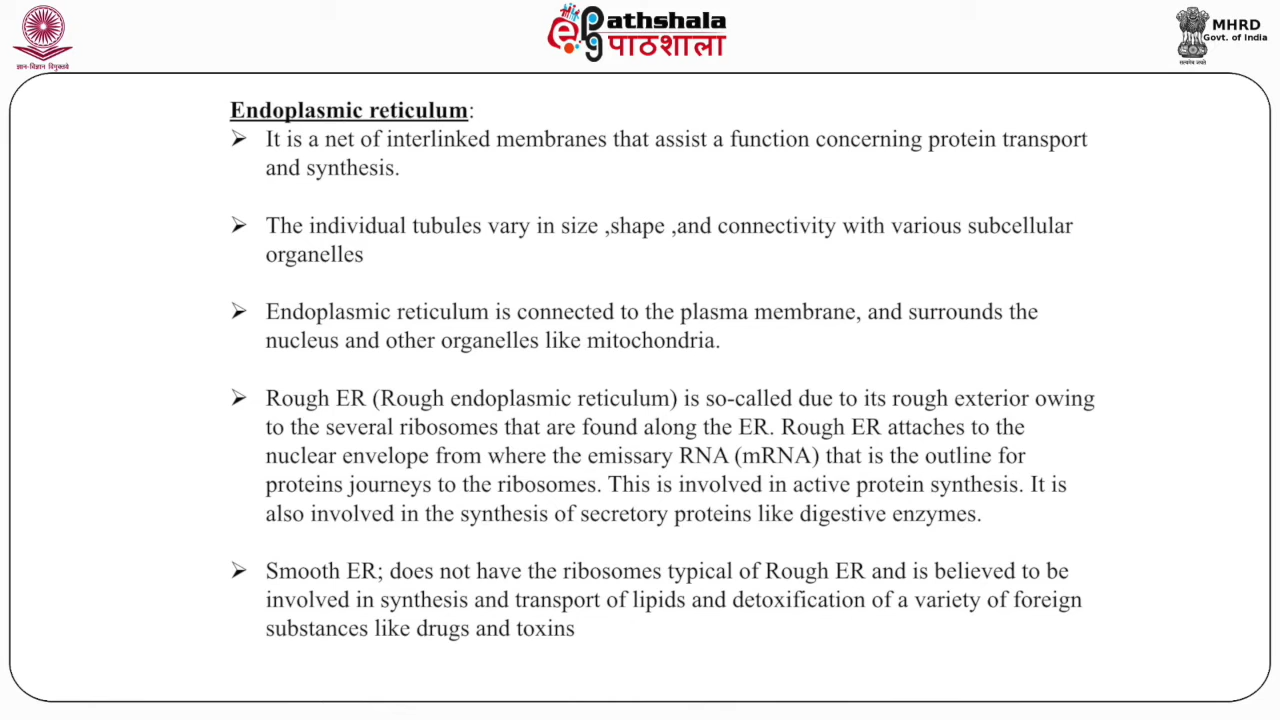 ज्ञान-विज्ञान विमुक्तये
Pathshala
पाठशाला
MHRD
Govt. of India
सत्यमेव जयते
Endoplasmic reticulum:
➢ It is a net of interlinked membranes that assist a function concerning protein transport
and synthesis.
➢ The individual tubules vary in size ,shape ,and connectivity with various subcellular
organelles
➢ Endoplasmic reticulum is connected to the plasma membrane, and surrounds the
nucleus and other organelles like mitochondria.
➢ Rough ER (Rough endoplasmic reticulum) is so-called due to its rough exterior owing
to the several ribosomes that are found along the ER. Rough ER attaches to the
nuclear envelope from where the emissary RNA (mRNA) that is the outline for
proteins journeys to the ribosomes. This is involved in active protein synthesis. It is
also involved in the synthesis of secretory proteins like digestive enzymes.
➢ Smooth ER; does not have the ribosomes typical of Rough ER and is believed to be
involved in synthesis and transport of lipids and detoxification of a variety of foreign
substances like drugs and toxins